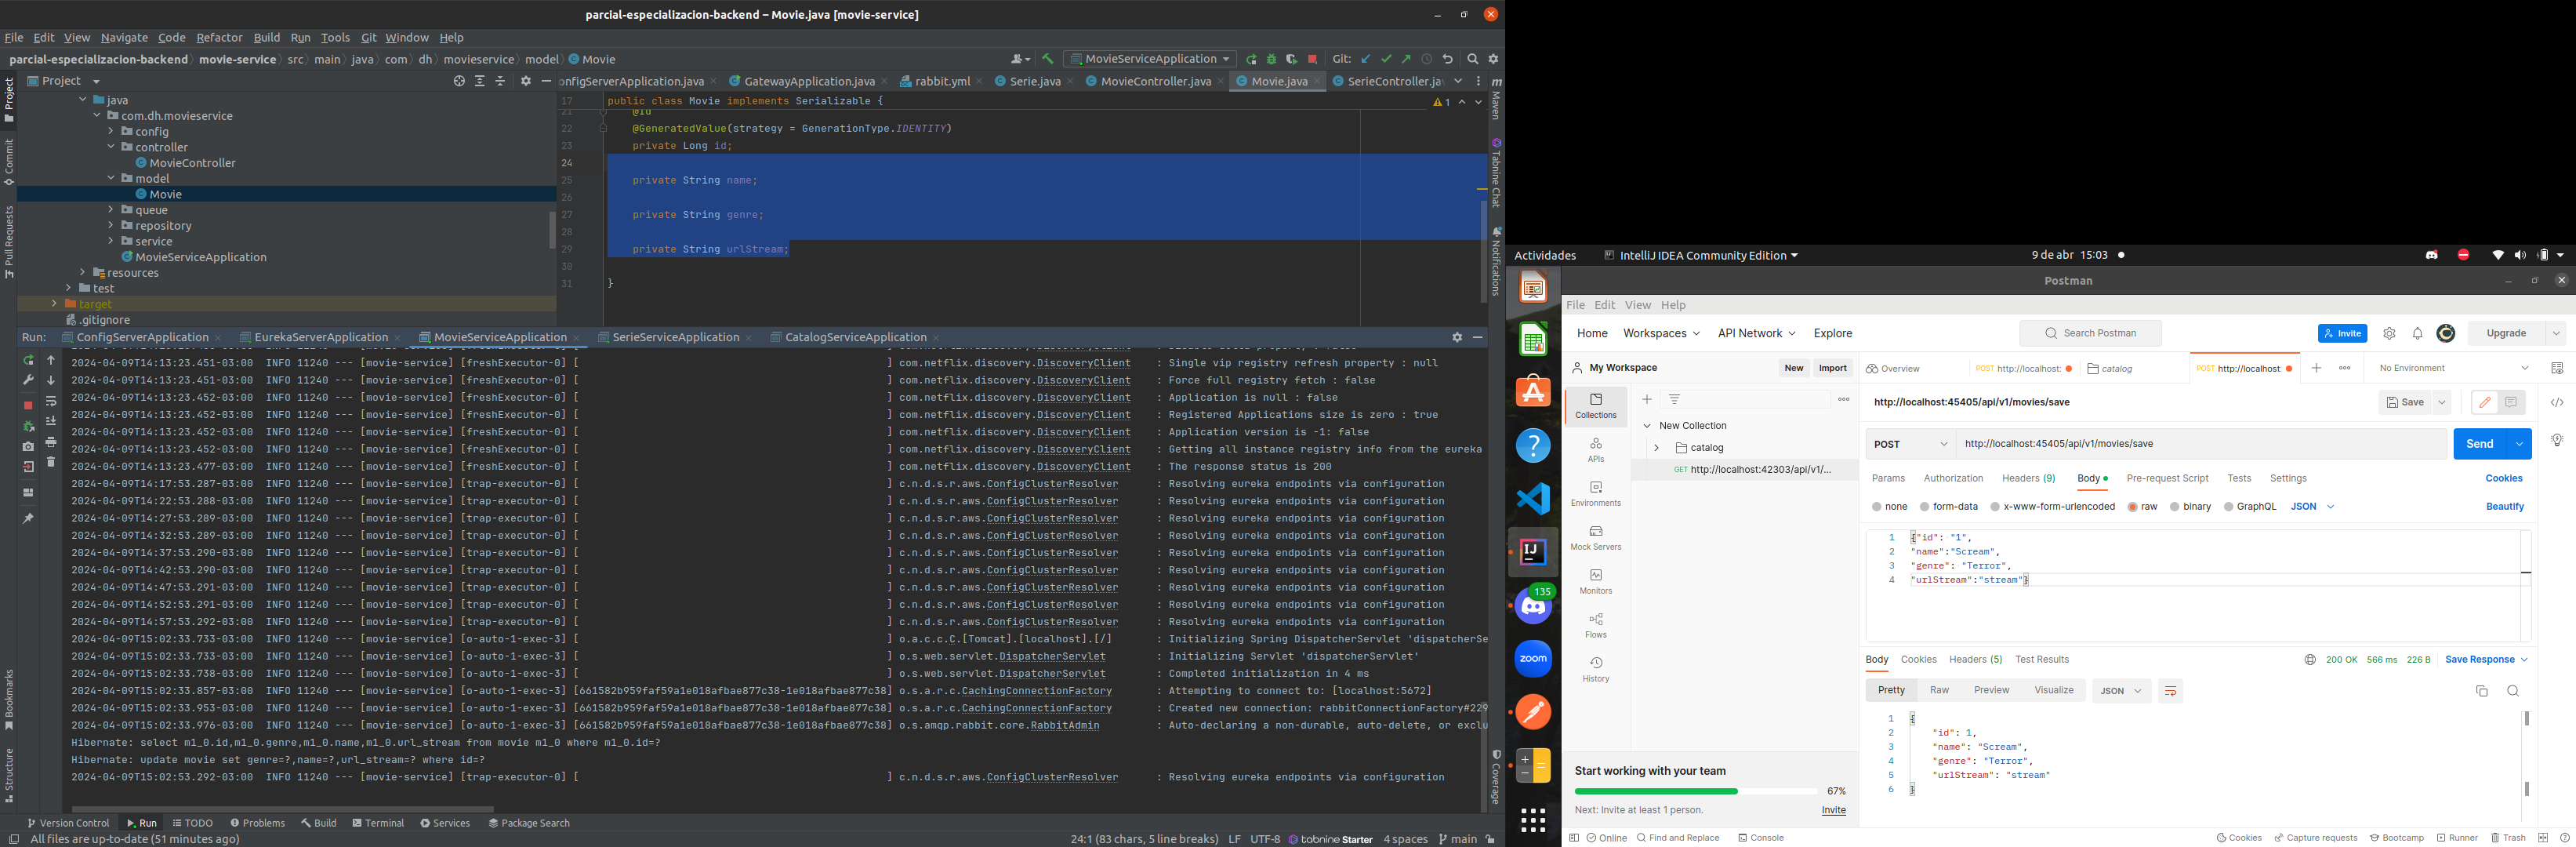 parcial-especializacion-backend – Movie.java [movie-service]
File Edit View Navigate Code Refactor Build Run Tools Git Window Help
parcial-especializacion-backend movie-service src main java com dh movieservice model Movie
MovieServiceApplication Git:
Project
onfigServerApplication.java GatewayApplication.java rabbit.yml Serie.java MovieController.java Movie.java SerieController.jav
java
com.dh.movieservice
config
controller
MovieController
model
Movie
queue
repository
service
MovieServiceApplication
resources
test
target
.gitignore
17 public class Movie implements Serializable {
1
21 @Id
22 @GeneratedValue(strategy = GenerationType.IDENTITY)
23 private Long id;
24
25 private String name;
26
27 private String genre;
28
29 private String urlStream;
30
31 }
Project
Commit
Pull Requests
Bookmarks
Structure
Maven
Tabnine Chat
Notifications
Coverage
Run: ConfigServerApplication EurekaServerApplication MovieServiceApplication SerieServiceApplication CatalogServiceApplication
2024-04-09T14:13:23.451-03:00 INFO 11240 --- [movie-service] [freshExecutor-0] [ ] com.netflix.discovery.DiscoveryClient : Single vip registry refresh property : null
2024-04-09T14:13:23.451-03:00 INFO 11240 --- [movie-service] [freshExecutor-0] [ ] com.netflix.discovery.DiscoveryClient : Force full registry fetch : false
2024-04-09T14:13:23.452-03:00 INFO 11240 --- [movie-service] [freshExecutor-0] [ ] com.netflix.discovery.DiscoveryClient : Application is null : false
2024-04-09T14:13:23.452-03:00 INFO 11240 --- [movie-service] [freshExecutor-0] [ ] com.netflix.discovery.DiscoveryClient : Registered Applications size is zero : true
2024-04-09T14:13:23.452-03:00 INFO 11240 --- [movie-service] [freshExecutor-0] [ ] com.netflix.discovery.DiscoveryClient : Application version is -1: false
2024-04-09T14:13:23.452-03:00 INFO 11240 --- [movie-service] [freshExecutor-0] [ ] com.netflix.discovery.DiscoveryClient : Getting all instance registry info from the eureka
2024-04-09T14:13:23.477-03:00 INFO 11240 --- [movie-service] [freshExecutor-0] [ ] com.netflix.discovery.DiscoveryClient : The response status is 200
2024-04-09T14:17:53.287-03:00 INFO 11240 --- [movie-service] [trap-executor-0] [ ] c.n.d.s.r.aws.ConfigClusterResolver : Resolving eureka endpoints via configuration
2024-04-09T14:22:53.288-03:00 INFO 11240 --- [movie-service] [trap-executor-0] [ ] c.n.d.s.r.aws.ConfigClusterResolver : Resolving eureka endpoints via configuration
2024-04-09T14:27:53.289-03:00 INFO 11240 --- [movie-service] [trap-executor-0] [ ] c.n.d.s.r.aws.ConfigClusterResolver : Resolving eureka endpoints via configuration
2024-04-09T14:32:53.289-03:00 INFO 11240 --- [movie-service] [trap-executor-0] [ ] c.n.d.s.r.aws.ConfigClusterResolver : Resolving eureka endpoints via configuration
2024-04-09T14:37:53.290-03:00 INFO 11240 --- [movie-service] [trap-executor-0] [ ] c.n.d.s.r.aws.ConfigClusterResolver : Resolving eureka endpoints via configuration
2024-04-09T14:42:53.290-03:00 INFO 11240 --- [movie-service] [trap-executor-0] [ ] c.n.d.s.r.aws.ConfigClusterResolver : Resolving eureka endpoints via configuration
2024-04-09T14:47:53.291-03:00 INFO 11240 --- [movie-service] [trap-executor-0] [ ] c.n.d.s.r.aws.ConfigClusterResolver : Resolving eureka endpoints via configuration
2024-04-09T14:52:53.291-03:00 INFO 11240 --- [movie-service] [trap-executor-0] [ ] c.n.d.s.r.aws.ConfigClusterResolver : Resolving eureka endpoints via configuration
2024-04-09T14:57:53.292-03:00 INFO 11240 --- [movie-service] [trap-executor-0] [ ] c.n.d.s.r.aws.ConfigClusterResolver : Resolving eureka endpoints via configuration
2024-04-09T15:02:33.733-03:00 INFO 11240 --- [movie-service] [o-auto-1-exec-3] [ ] o.a.c.c.C.[Tomcat].[localhost].[/] : Initializing Spring DispatcherServlet 'dispatcherSe
2024-04-09T15:02:33.733-03:00 INFO 11240 --- [movie-service] [o-auto-1-exec-3] [ ] o.s.web.servlet.DispatcherServlet : Initializing Servlet 'dispatcherServlet'
2024-04-09T15:02:33.738-03:00 INFO 11240 --- [movie-service] [o-auto-1-exec-3] [ ] o.s.web.servlet.DispatcherServlet : Completed initialization in 4 ms
2024-04-09T15:02:33.857-03:00 INFO 11240 --- [movie-service] [o-auto-1-exec-3] [661582b959faf59a1e018afbae877c38-1e018afbae877c38] o.s.a.r.c.CachingConnectionFactory : Attempting to connect to: [localhost:5672]
2024-04-09T15:02:33.953-03:00 INFO 11240 --- [movie-service] [o-auto-1-exec-3] [661582b959faf59a1e018afbae877c38-1e018afbae877c38] o.s.a.r.c.CachingConnectionFactory : Created new connection: rabbitConnectionFactory#229
2024-04-09T15:02:33.976-03:00 INFO 11240 --- [movie-service] [o-auto-1-exec-3] [661582b959faf59a1e018afbae877c38-1e018afbae877c38] o.s.amqp.rabbit.core.RabbitAdmin : Auto-declaring a non-durable, auto-delete, or exclu
Hibernate: select m1_0.id,m1_0.genre,m1_0.name,m1_0.url_stream from movie m1_0 where m1_0.id=?
Hibernate: update movie set genre=?,name=?,url_stream=? where id=?
2024-04-09T15:02:53.292-03:00 INFO 11240 --- [movie-service] [trap-executor-0] [ ] c.n.d.s.r.aws.ConfigClusterResolver : Resolving eureka endpoints via configuration
Version Control Run TODO Problems Build Terminal Services Package Search
All files are up-to-date (51 minutes ago) 24:1 (83 chars, 5 line breaks) LF UTF-8 tabnine Starter 4 spaces main
Actividades IntelliJ IDEA Community Edition 9 de abr 15:03
Postman
File Edit View Help
Home Workspaces API Network Explore Search Postman Invite Upgrade
My Workspace New Import Overview POST http://localhost: catalog POST http://localhost No Environment
Collections
APIs
Environments
Mock Servers
Monitors
Flows
History
New Collection
catalog
GET http://localhost:42303/api/v1/...
http://localhost:45405/api/v1/movies/save Save
POST http://localhost:45405/api/v1/movies/save Send
Params Authorization Headers (9) Body Pre-request Script Tests Settings Cookies
none form-data x-www-form-urlencoded raw binary GraphQL JSON Beautify
1 {"id": "1",
2 "name":"Scream",
3 "genre": "Terror",
4 "urlStream":"stream"}
Body Cookies Headers (5) Test Results 200 OK 566 ms 226 B Save Response
Pretty Raw Preview Visualize JSON
1 {
2 "id": 1,
3 "name": "Scream",
4 "genre": "Terror",
5 "urlStream": "stream"
6 }
Start working with your team
67%
Next: Invite at least 1 person. Invite
Online Find and Replace Console Cookies Capture requests Bootcamp Runner Trash
IJ
135
zoom